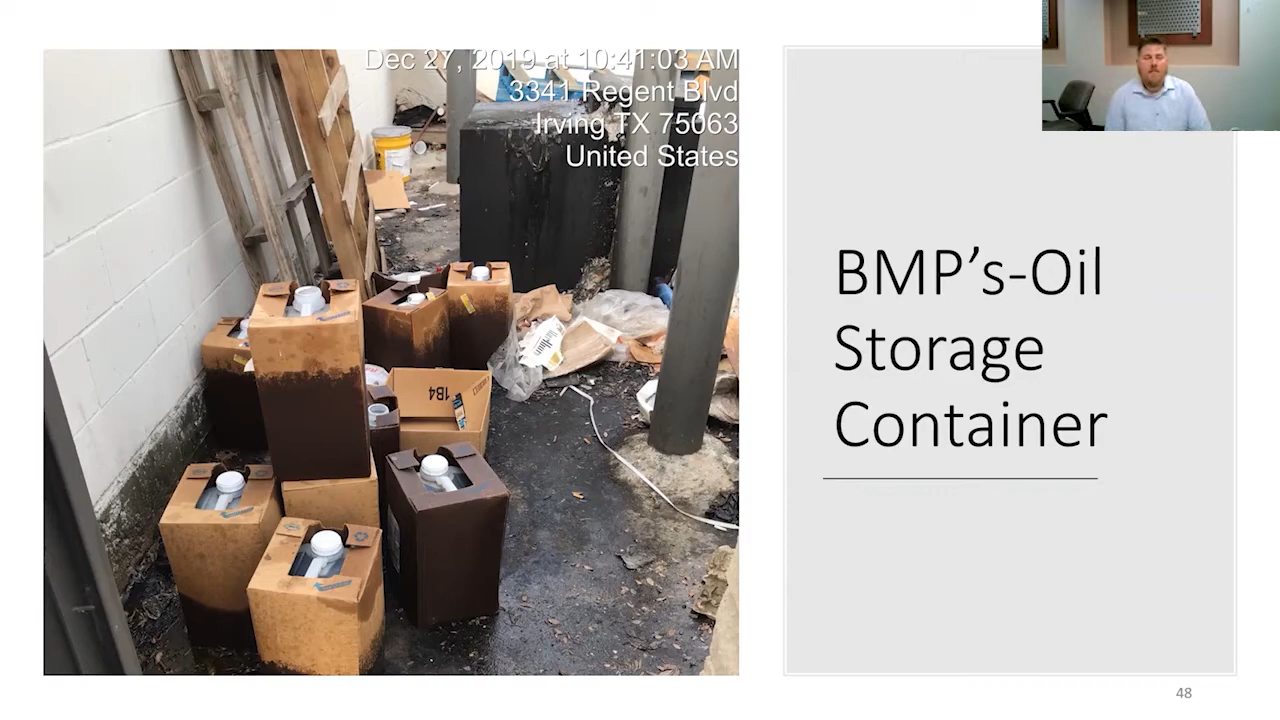 Dec 27, 2019 at 10:41:03 AM
3341 Regent Blvd
Irving TX 75063
United States
1B4
BMP's-Oil
Storage
Container
48